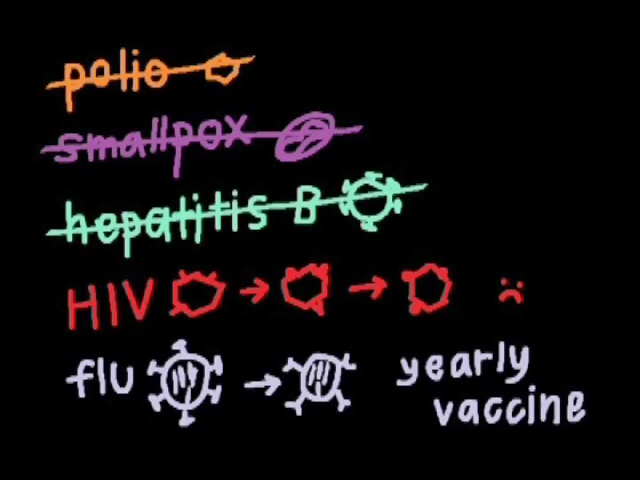 polio
smallpox
hepatitis B
HIV
flu yearly
vaccine